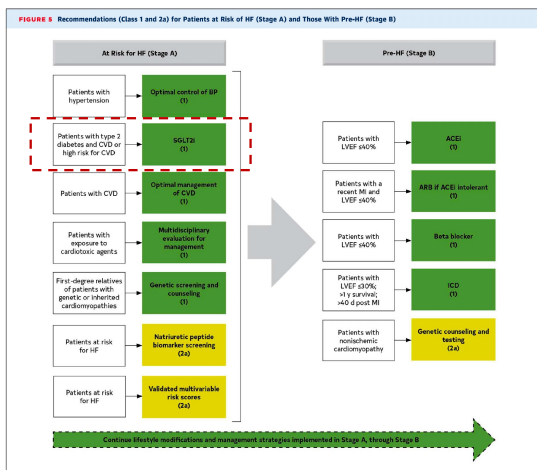 FIGURE 5 Recommendations (Class 1 and 2a) for Patients at Risk of HF (Stage A) and Those With Pre-HF (Stage B)
At Risk for HF (Stage A)
Patients with
hypertension
Optimal control of BP
(1)
Patients with type 2
diabetes and CVD or
high risk for CVD
SGLT2i
(1)
Patients with CVD
Optimal management
of CVD
(1)
Patients with
exposure to
cardiotoxic agents
Multidisciplinary
evaluation for
management
(1)
First-degree relatives
of patients with
genetic or inherited
cardiomyopathies
Genetic screening and
counseling
(1)
Patients at risk
for HF
Natriuretic peptide
biomarker screening
(2a)
Patients at risk
for HF
Validated multivariable
risk scores
(2a)
Pre-HF (Stage B)
Patients with
LVEF ≤40%
ACEi
(1)
Patients with a
recent MI and
LVEF ≤40%
ARB if ACEi intolerant
(1)
Patients with
LVEF ≤40%
Beta blocker
(1)
Patients with
LVEF ≤30%;
>1 y survival;
>40 d post MI
ICD
(1)
Patients with
nonischemic
cardiomyopathy
Genetic counseling and
testing
(2a)
Continue lifestyle modifications and management strategies implemented in Stage A, through Stage B